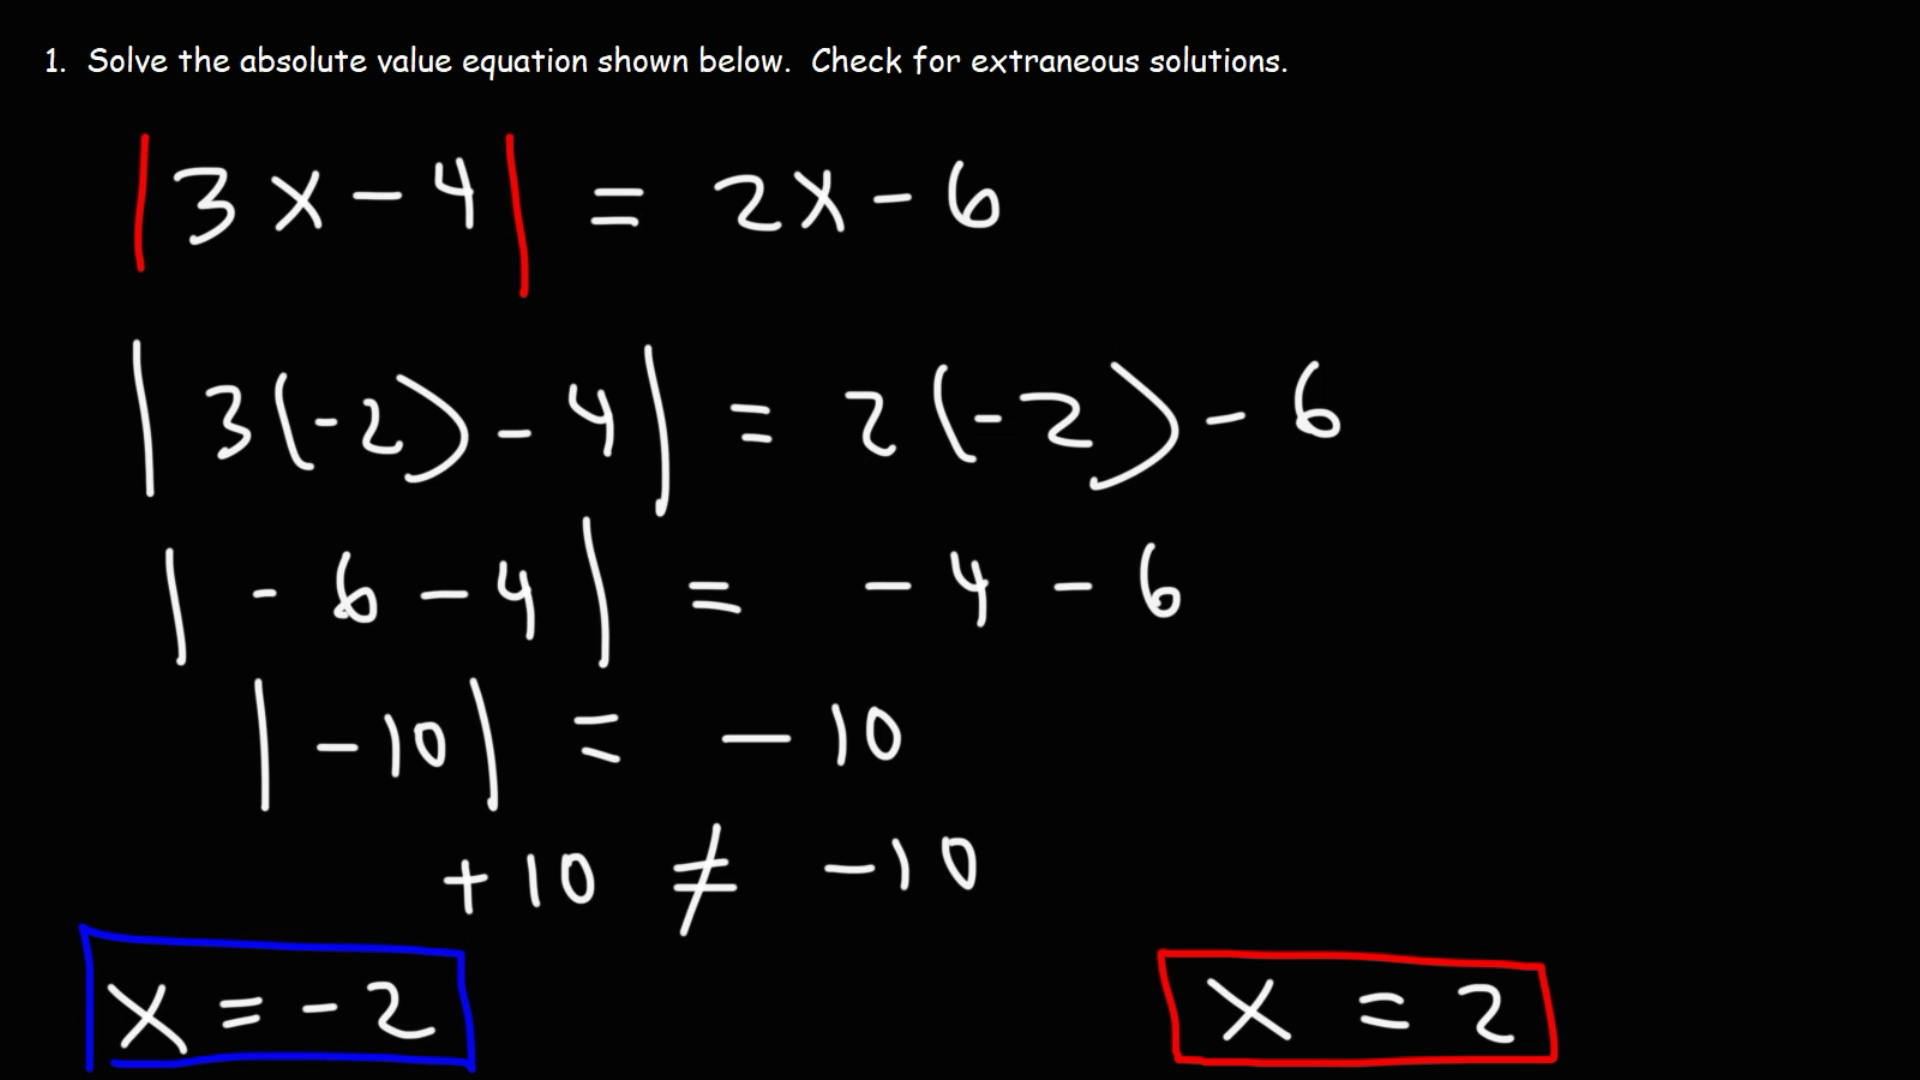 1. Solve the absolute value equation shown below. Check for extraneous solutions.
|3x - 4| = 2x - 6
|3(-2) - 4| = 2(-2) - 6
|-6 - 4| = -4 - 6
|-10| = -10
+10 ≠ -10
x = -2
x = 2